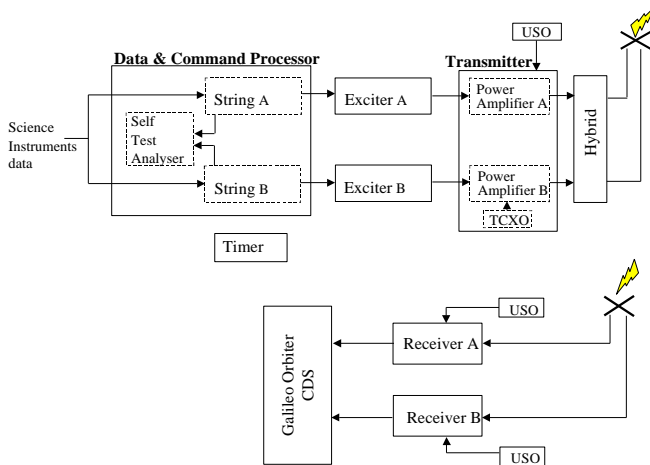 USO
Data & Command Processor
Transmitter
String A
Exciter A
Power
Amplifier A
Science
Instruments
data
Self
Test
Analyser
Hybrid
String B
Exciter B
Power
Amplifier B
TCXO
Timer
USO
Galileo Orbiter
CDS
Receiver A
Receiver B
USO